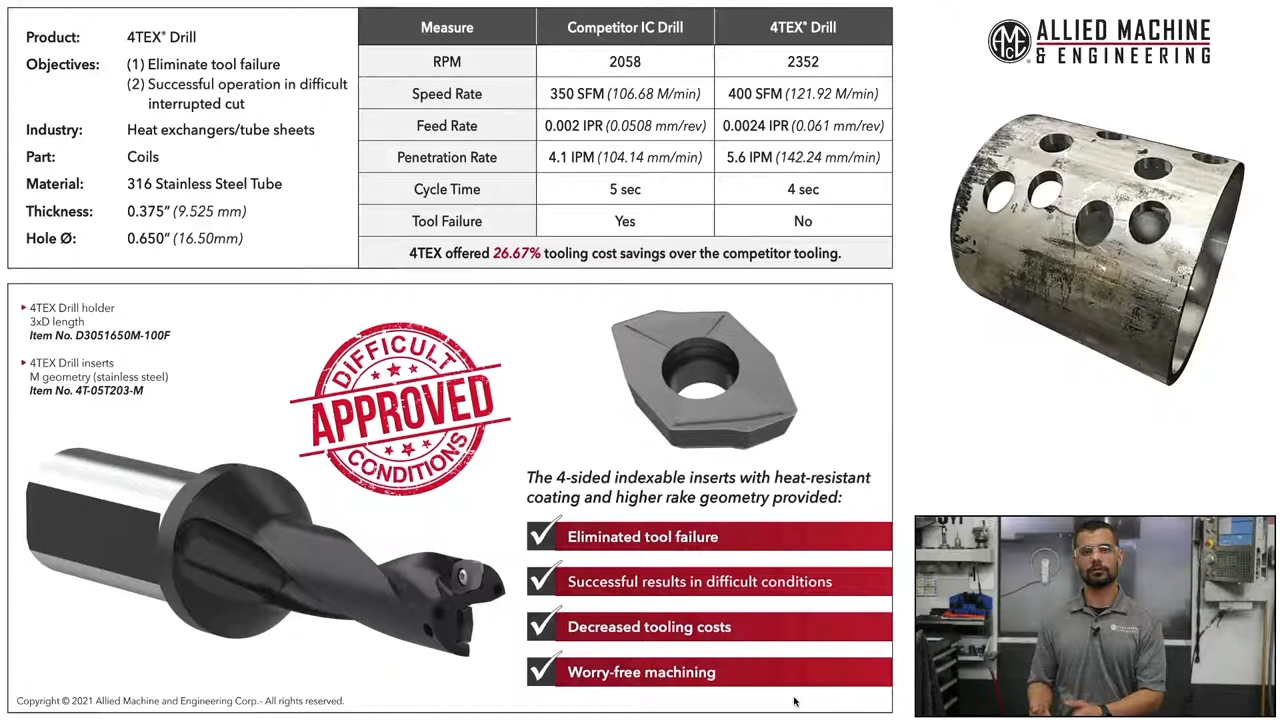 Product: 4TEX® Drill
Objectives: (1) Eliminate tool failure
(2) Successful operation in difficult
interrupted cut
Industry: Heat exchangers/tube sheets
Part: Coils
Material: 316 Stainless Steel Tube
Thickness: 0.375" (9.525 mm)
Hole Ø: 0.650" (16.50mm)
Measure Competitor IC Drill 4TEX® Drill
RPM 2058 2352
Speed Rate 350 SFM (106.68 M/min) 400 SFM (121.92 M/min)
Feed Rate 0.002 IPR (0.0508 mm/rev) 0.0024 IPR (0.061 mm/rev)
Penetration Rate 4.1 IPM (104.14 mm/min) 5.6 IPM (142.24 mm/min)
Cycle Time 5 sec 4 sec
Tool Failure Yes No
4TEX offered 26.67% tooling cost savings over the competitor tooling.
AMEC®
ALLIED MACHINE
& ENGINEERING
4TEX Drill holder
3xD length
Item No. D3051650M-100F
4TEX Drill inserts
M geometry (stainless steel)
Item No. 4T-05T203-M
DIFFICULT
APPROVED
CONDITIONS
The 4-sided indexable inserts with heat-resistant
coating and higher rake geometry provided:
Eliminated tool failure
Successful results in difficult conditions
Decreased tooling costs
Worry-free machining
Copyright © 2021 Allied Machine and Engineering Corp.- All rights reserved.